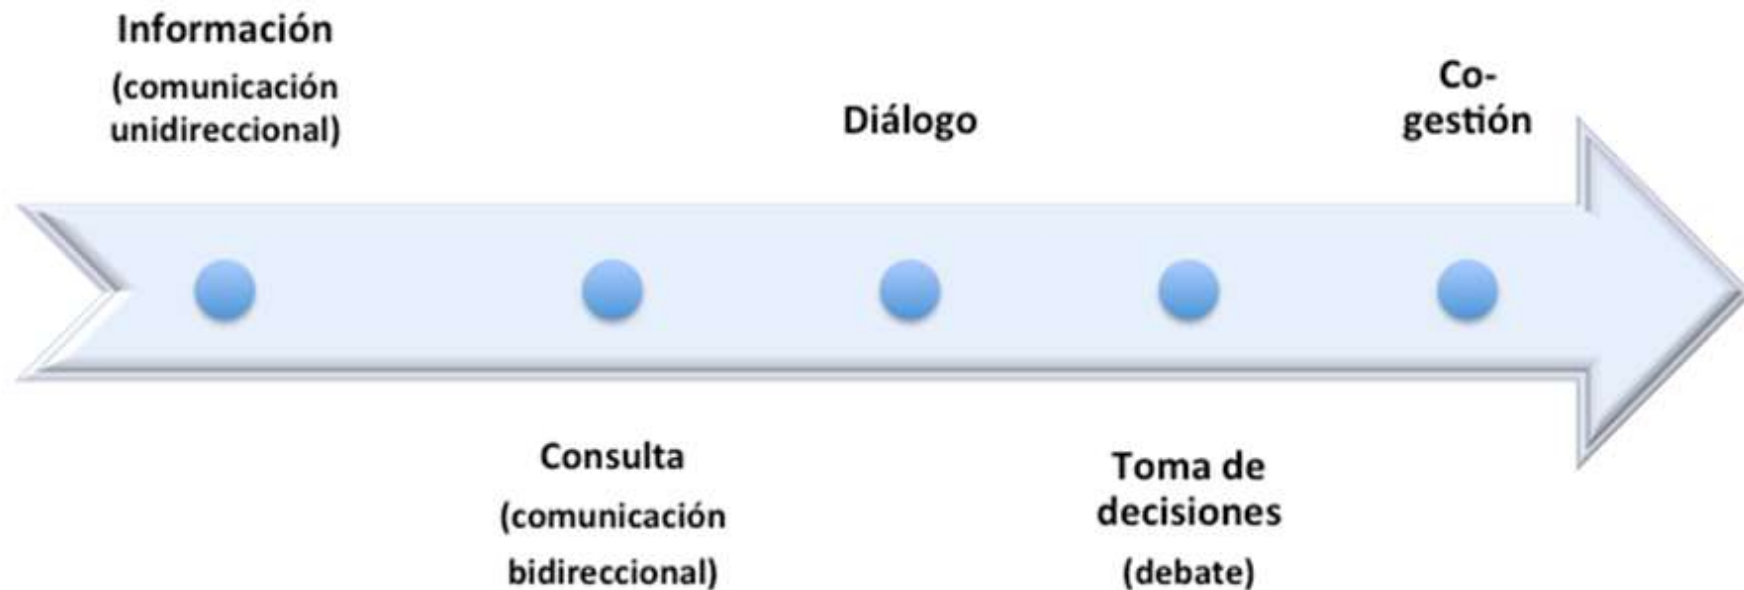 Información
(comunicación
unidireccional)
Consulta
(comunicación
bidireccional)
Diálogo
Toma de
decisiones
(debate)
Co-
gestión